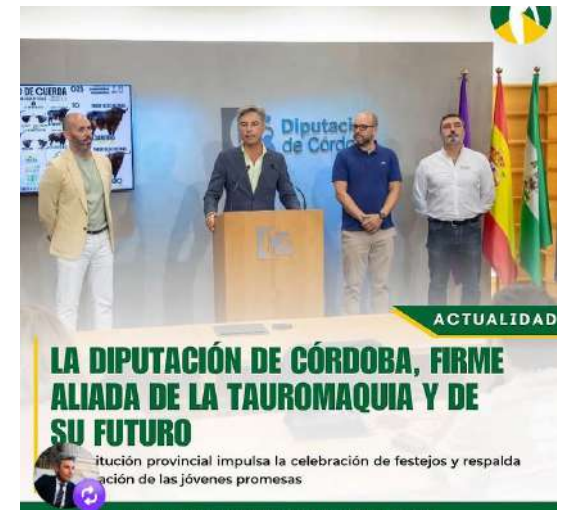 DE CUERDA
Diputación
de Córdo
ACTUALIDAD
LA DIPUTACIÓN DE CÓRDOBA, FIRME
ALIADA DE LA TAUROMAQUIA Y DE
SU FUTURO
itución provincial impulsa la celebración de festejos y respalda
ación de las jóvenes promesas